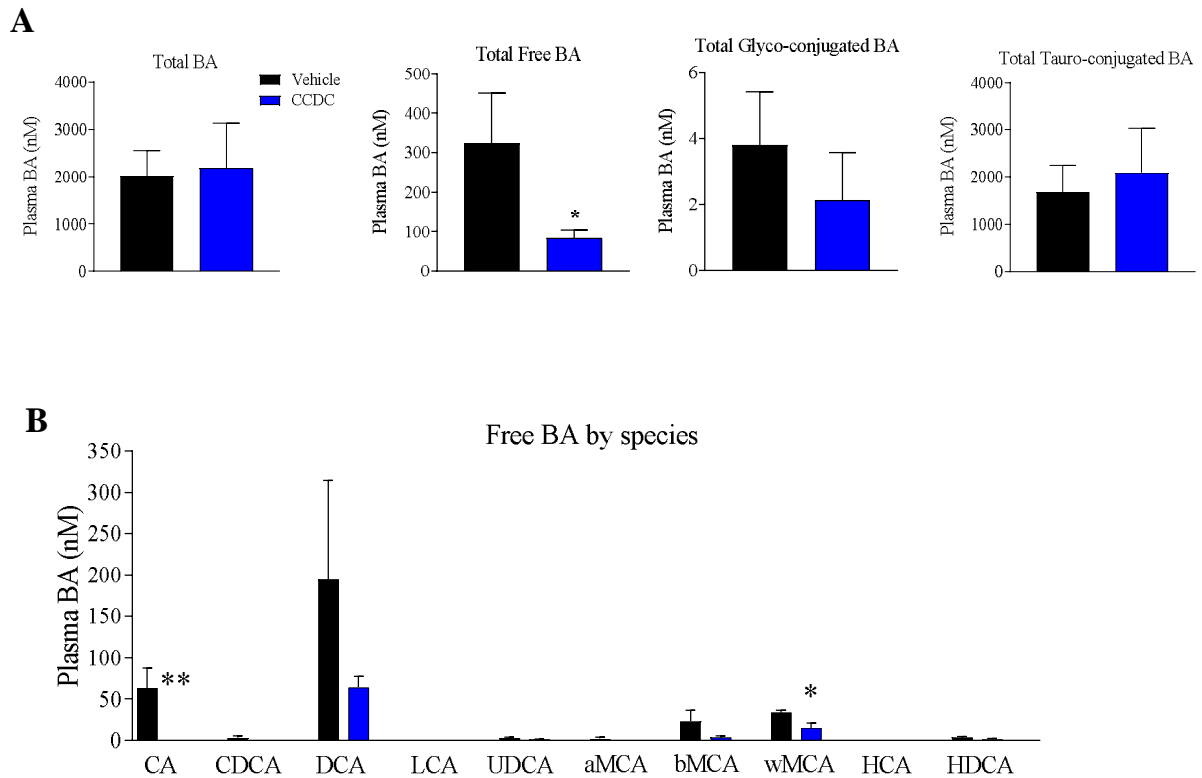 A
Total BA
Plasma BA (nM)
4000
3000
2000
1000
0
Vehicle
CCDC
Total Free BA
Plasma BA (nM)
500
400
300
200
100
0
*
Total Glyco-conjugated BA
Plasma BA (nM)
6
4
2
0
Total Tauro-conjugated BA
Plasma BA (nM)
4000
3000
2000
1000
0
B
Free BA by species
Plasma BA (nM)
350
300
250
200
150
100
50
0
**
*
CA CDCA DCA LCA UDCA aMCA bMCA wMCA HCA HDCA